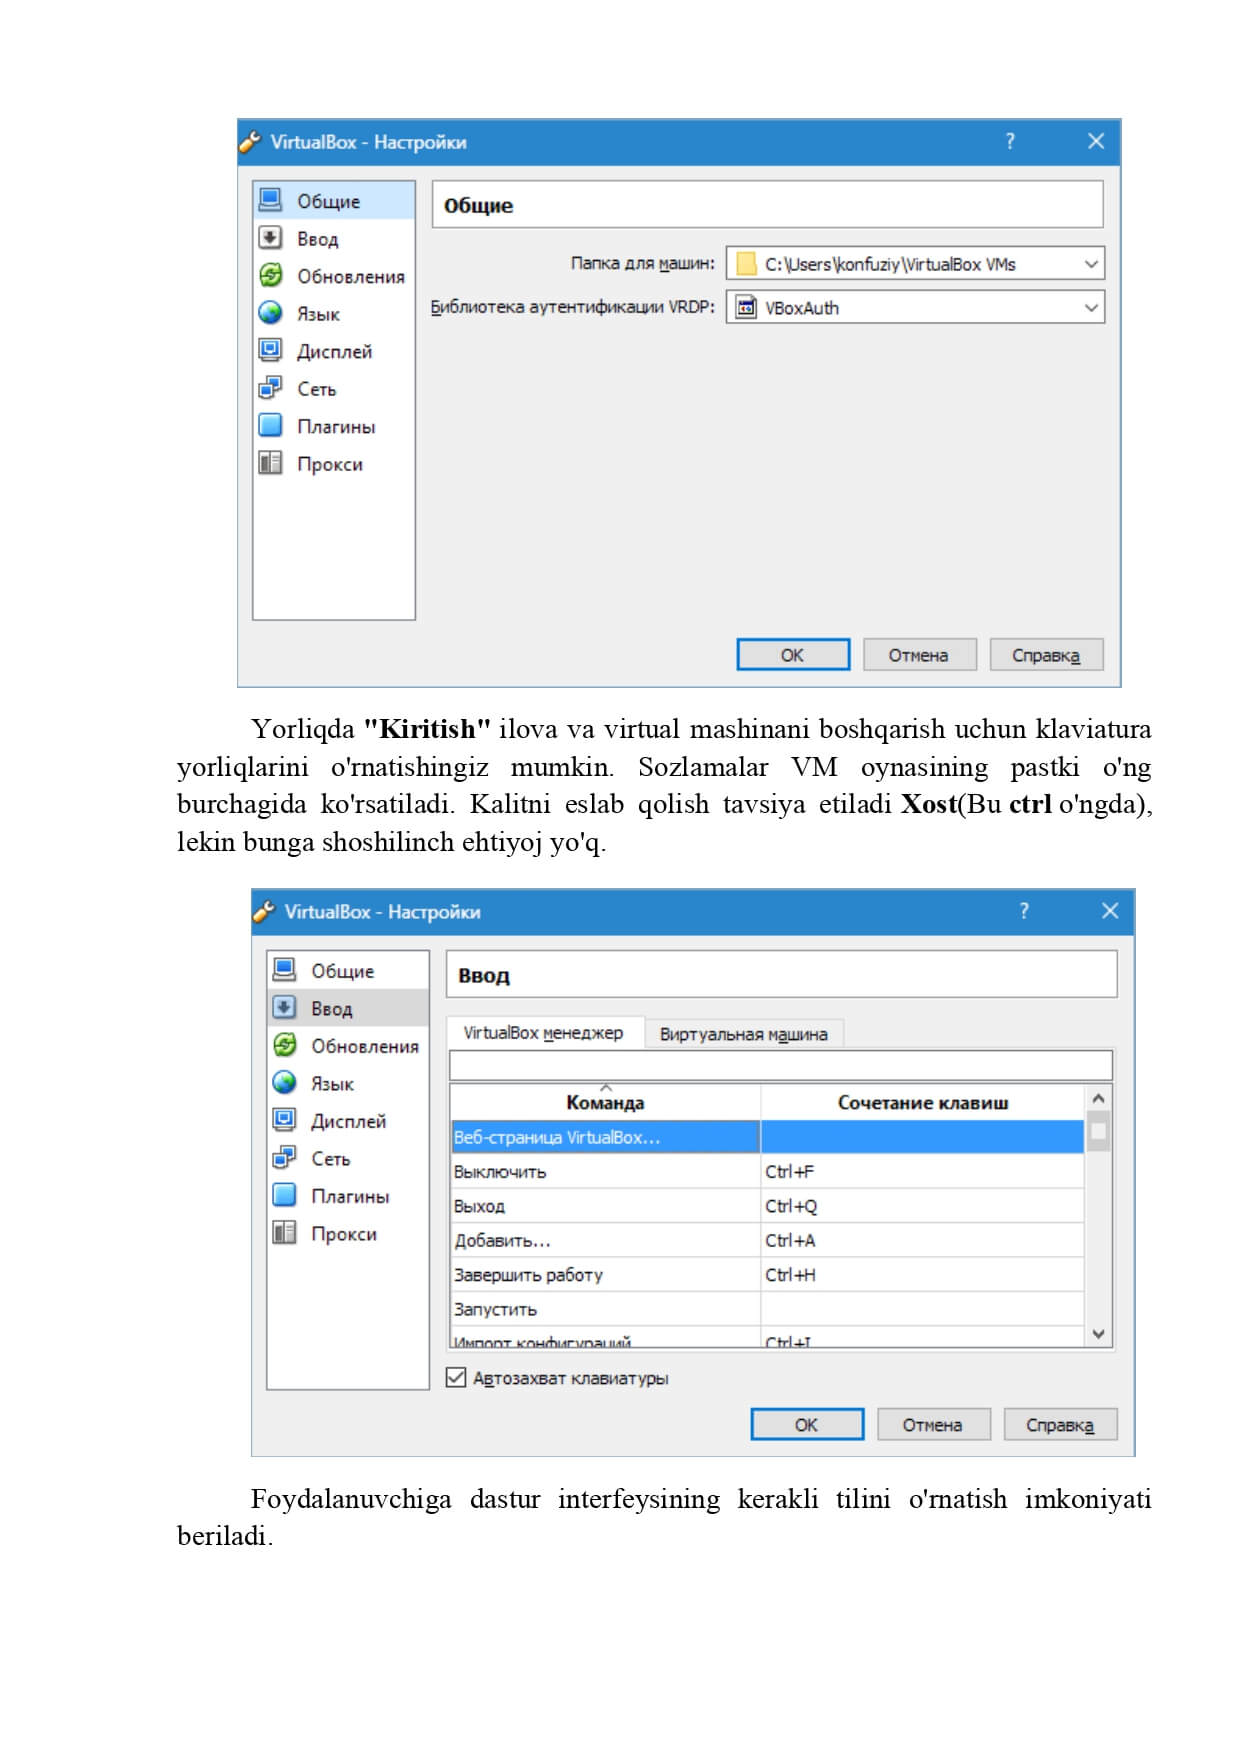 VirtualBox - Настройки
?
Общие
Ввод
Обновления
Язык
Дисплей
Сеть
Плагины
Прокси
Общие
Папка для машин: C:\Users\konfuziy\VirtualBox VMs
Библиотека аутентификации VRDP: VBoxAuth
OK Отмена Справка
Yorliqda "Kiritish" ilova va virtual mashinani boshqarish uchun klaviatura
yorliqlarini o'rnatishingiz mumkin. Sozlamalar VM oynasining pastki o'ng
burchagida ko'rsatiladi. Kalitni eslab qolish tavsiya etiladi Xost(Bu ctrl o'ngda),
lekin bunga shoshilinch ehtiyoj yo'q.
VirtualBox - Настройки
?
Общие
Ввод
Обновления
Язык
Дисплей
Сеть
Плагины
Прокси
Ввод
VirtualBox менеджер Виртуальная машина
Команда Сочетание клавиш
Веб-страница VirtualBox...
Выключить Ctrl+F
Выход Ctrl+Q
Добавить... Ctrl+A
Завершить работу Ctrl+H
Запустить
Импорт конфигураций Ctrl+I
Автозахват клавиатуры
OK Отмена Справка
Foydalanuvchiga dastur interfeysining kerakli tilini o'rnatish imkoniyati
beriladi.